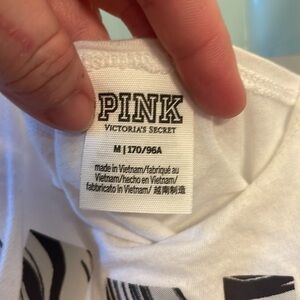 PINK
VICTORIA'S SECRET
M | 170/96A
made in Vietnam/fabriqué au
Vietnam/hecho en Vietnam/
fabbricato in Vietnam/ 越南制造